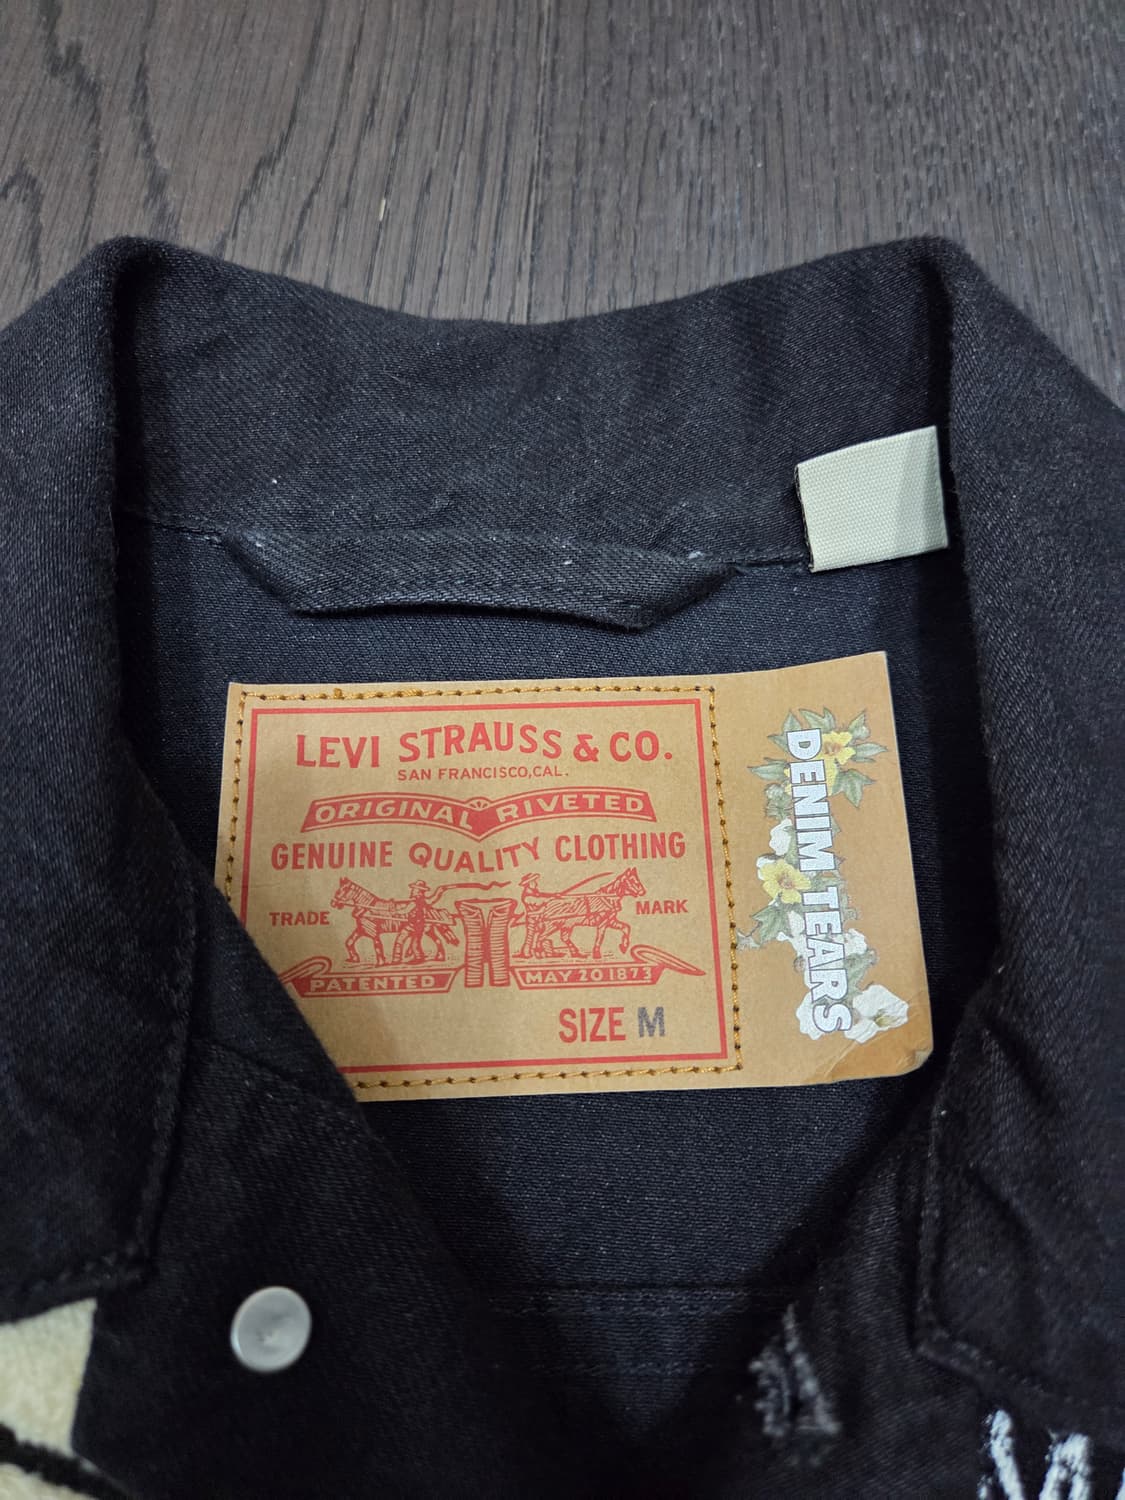 LEVI STRAUSS & CO.
SAN FRANCISCO, CAL.
ORIGINAL RIVETED
GENUINE QUALITY CLOTHING
TRADE MARK
PATENTED MAY 20 1873
SIZE M
DENIM TEARS